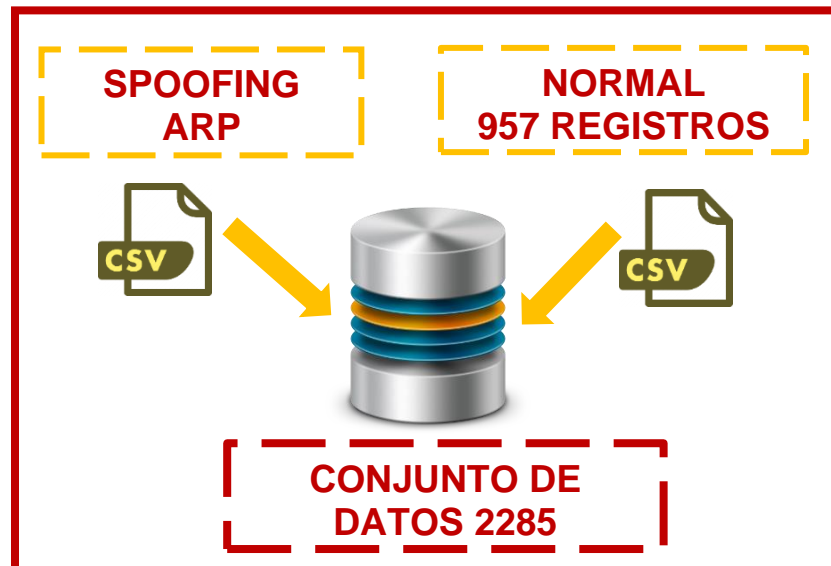 SPOOFING
ARP
NORMAL
957 REGISTROS
CSV
CSV
CONJUNTO DE
DATOS 2285